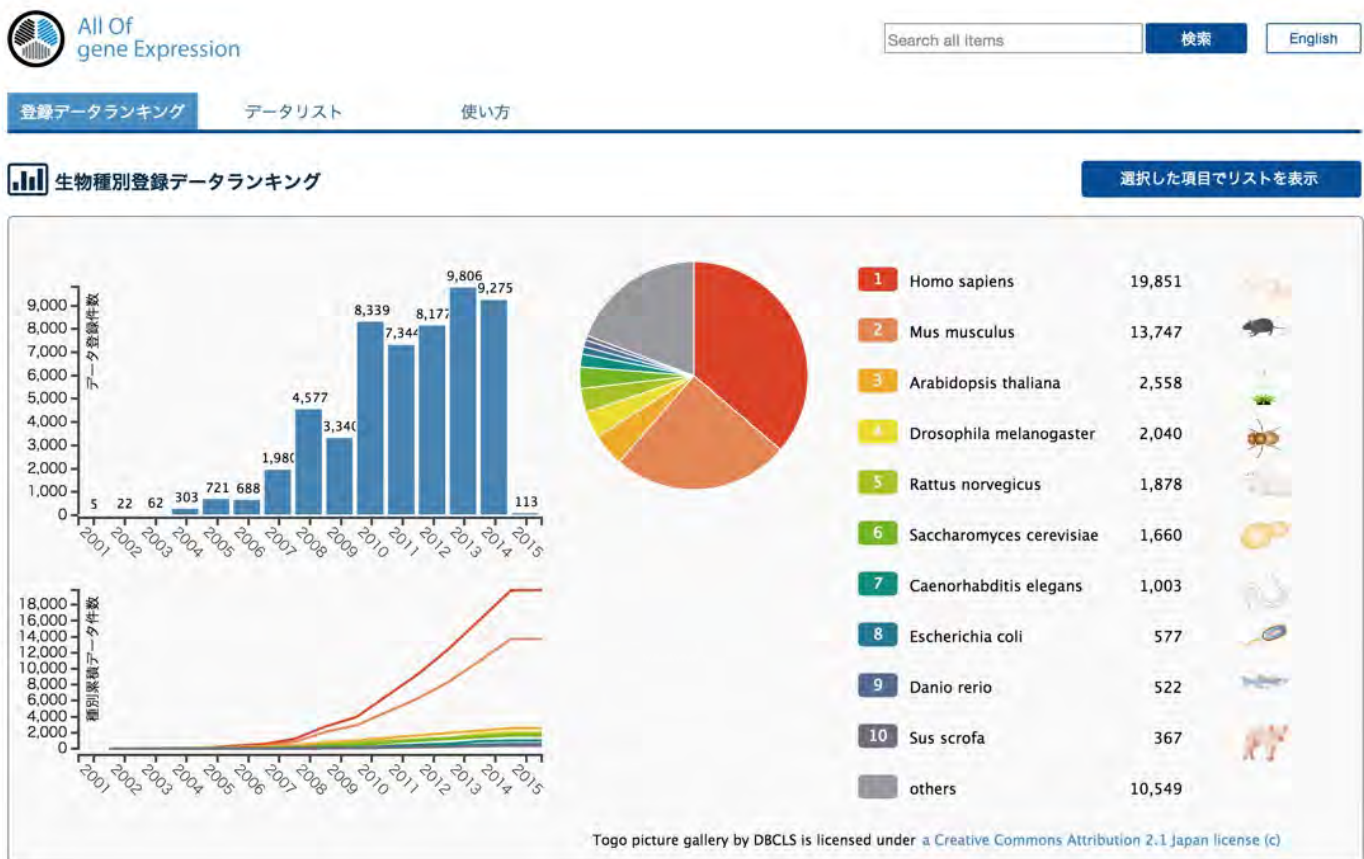 All Of
gene Expression
Search all items
検索
English
登録データランキング
データリスト
使い方
生物種別登録データランキング
選択した項目でリストを表示
データ登録件数
9,000
8,000
7,000
6,000
5,000
4,000
3,000
2,000
1,000
0
5
22
62
303
721
688
1,980
4,577
3,340
8,339
7,344
8,177
9,806
9,275
113
2001
2002
2003
2004
2005
2006
2007
2008
2009
2010
2011
2012
2013
2014
2015
種別累積データ件数
18,000
16,000
14,000
12,000
10,000
8,000
6,000
4,000
2,000
0
2001
2002
2003
2004
2005
2006
2007
2008
2009
2010
2011
2012
2013
2014
2015
1 Homo sapiens 19,851
2 Mus musculus 13,747
3 Arabidopsis thaliana 2,558
4 Drosophila melanogaster 2,040
5 Rattus norvegicus 1,878
6 Saccharomyces cerevisiae 1,660
7 Caenorhabditis elegans 1,003
8 Escherichia coli 577
9 Danio rerio 522
10 Sus scrofa 367
others 10,549
Togo picture gallery by DBCLS is licensed under a Creative Commons Attribution 2.1 Japan license (c)